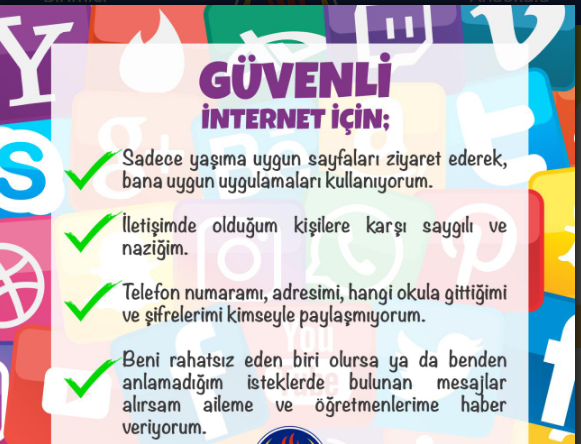 GÜVENLİ
İNTERNET İÇİN;
Sadece yaşıma uygun sayfaları ziyaret ederek,
bana uygun uygulamaları kullanıyorum.
İletişimde olduğum kişilere karşı saygılı ve
naziğim.
Telefon numaramı, adresimi, hangi okula gittiğimi
ve şifrelerimi kimseyle paylaşmıyorum.
Beni rahatsız eden biri olursa ya da benden
anlamadığım isteklerde bulunan mesajlar
alırsam aileme ve öğretmenlerime haber
veriyorum.
You
Tube